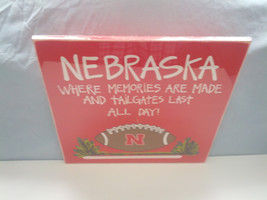 NEBRASKA
WHERE MEMORIES ARE MADE
AND TAILGATES LAST
ALL DAY!
N